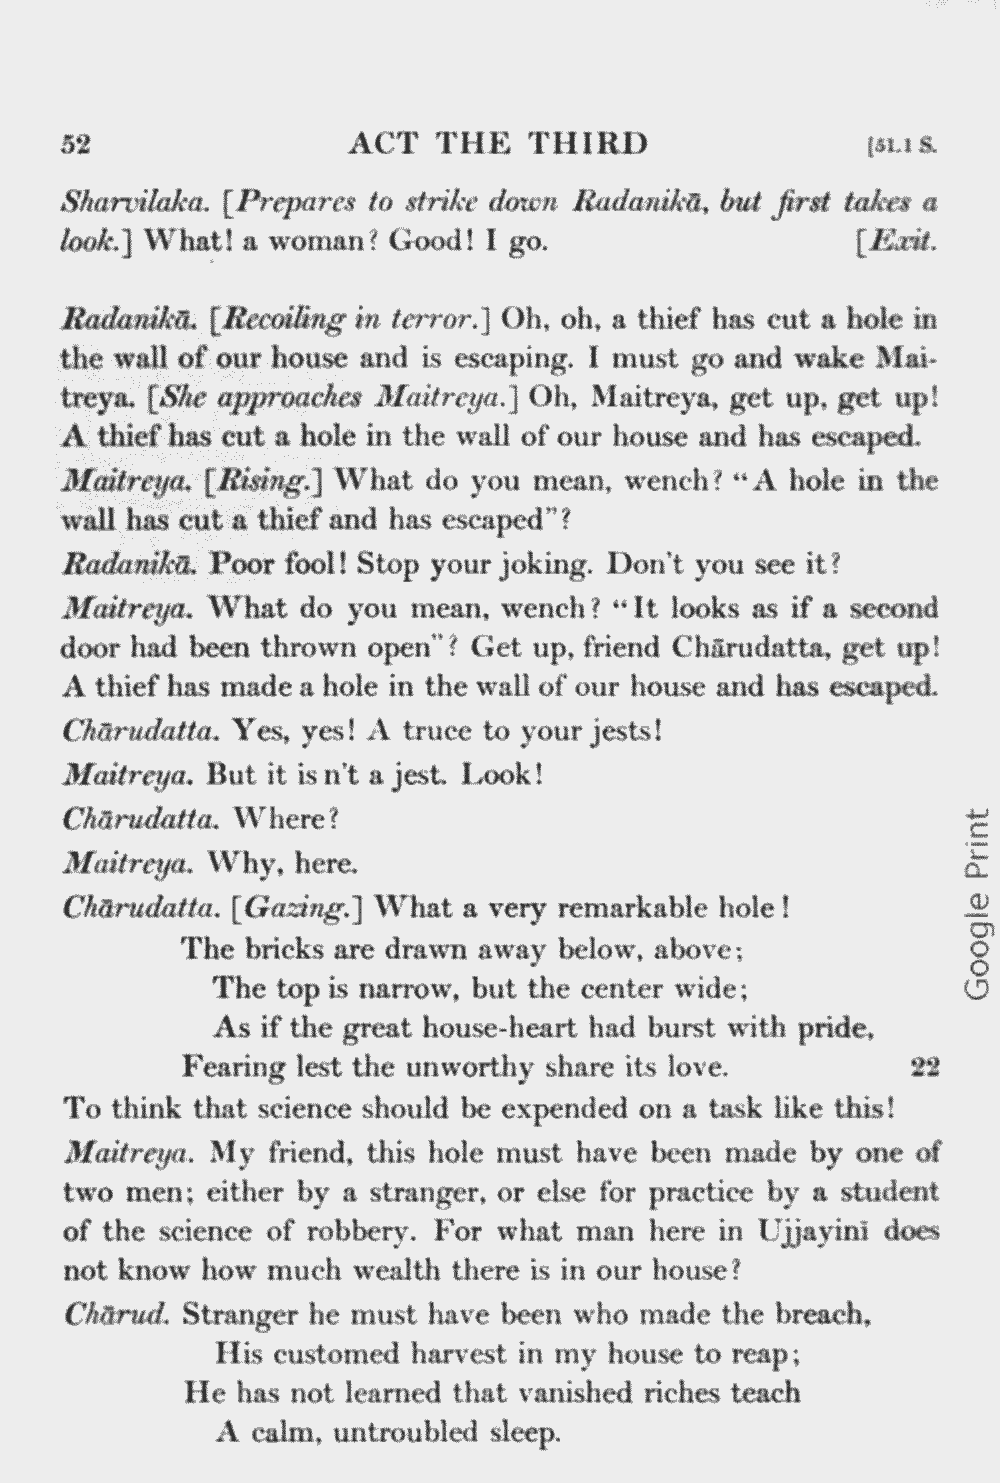 52 ACT THE THIRD [51.1 S.
Sharvilaka. [Prepares to strike down Radanikā, but first takes a
look.] What! a woman? Good! I go. [Exit.
Radanikā. [Recoiling in terror.] Oh, oh, a thief has cut a hole in
the wall of our house and is escaping. I must go and wake Mai-
treya. [She approaches Maitreya.] Oh, Maitreya, get up, get up!
A thief has cut a hole in the wall of our house and has escaped.
Maitreya. [Rising.] What do you mean, wench? "A hole in the
wall has cut a thief and has escaped"?
Radanikā. Poor fool! Stop your joking. Don't you see it?
Maitreya. What do you mean, wench? "It looks as if a second
door had been thrown open"? Get up, friend Chārudatta, get up!
A thief has made a hole in the wall of our house and has escaped.
Chārudatta. Yes, yes! A truce to your jests!
Maitreya. But it is n't a jest. Look!
Chārudatta. Where?
Maitreya. Why, here.
Chārudatta. [Gazing.] What a very remarkable hole!
The bricks are drawn away below, above;
The top is narrow, but the center wide;
As if the great house-heart had burst with pride,
Fearing lest the unworthy share its love. 22
To think that science should be expended on a task like this!
Maitreya. My friend, this hole must have been made by one of
two men; either by a stranger, or else for practice by a student
of the science of robbery. For what man here in Ujjayinī does
not know how much wealth there is in our house?
Chārud. Stranger he must have been who made the breach,
His customed harvest in my house to reap;
He has not learned that vanished riches teach
A calm, untroubled sleep.
Google Print